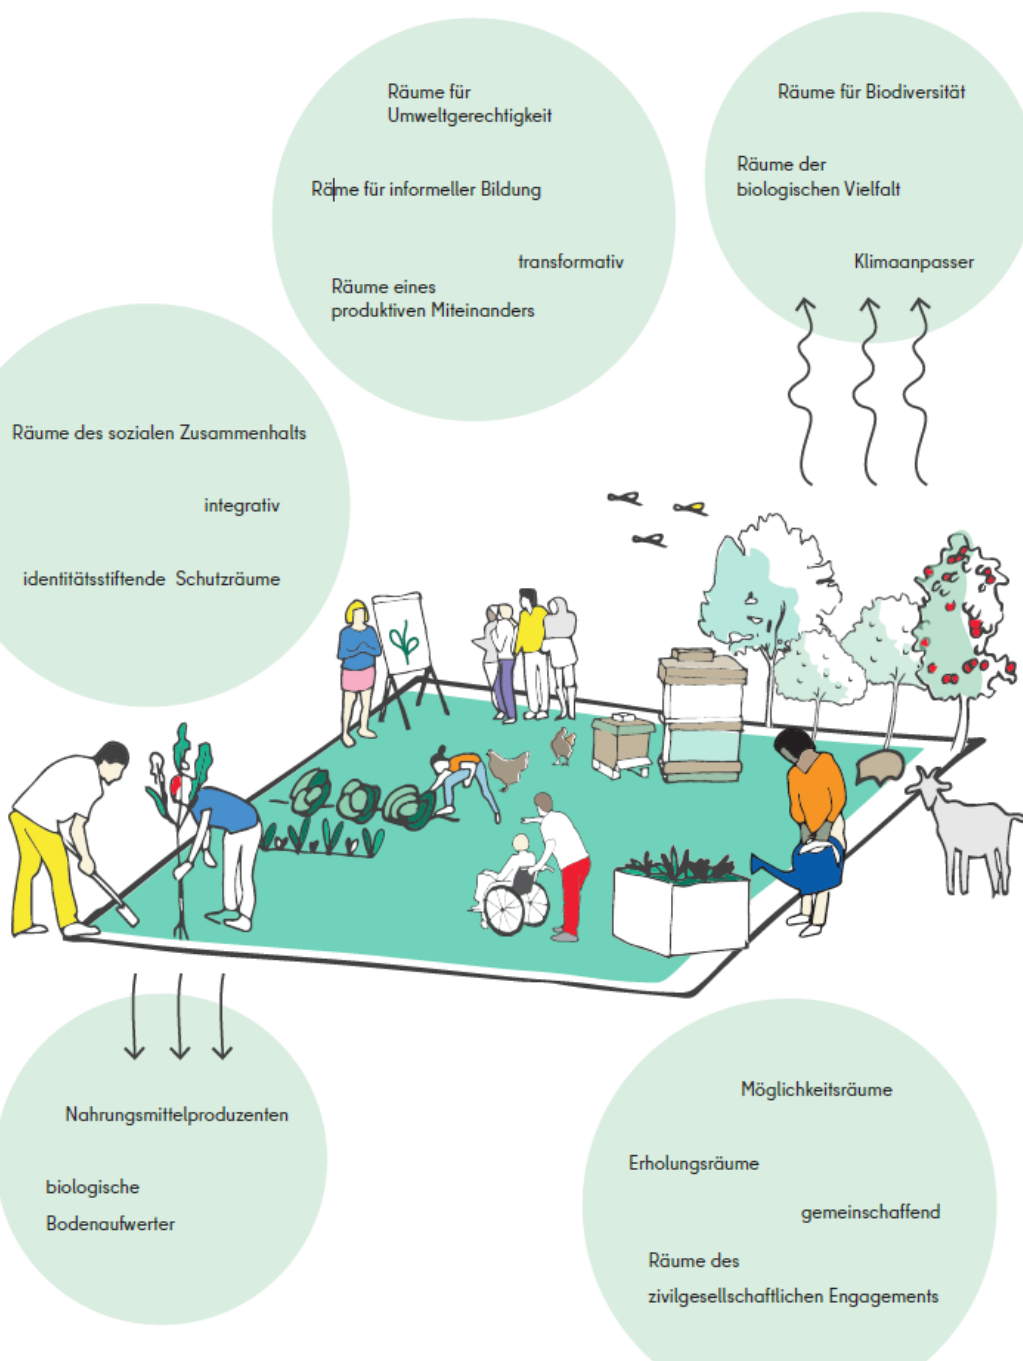 Räume für
Umweltgerechtigkeit
Räme für informeller Bildung
transformativ
Räume eines
produktiven Miteinanders
Räume für Biodiversität
Räume der
biologischen Vielfalt
Klimaanpasser
Räume des sozialen Zusammenhalts
integrativ
identitätsstiftende Schutzräume
Nahrungsmittelproduzenten
biologische
Bodenaufwerter
Möglichkeitsräume
Erholungsräume
gemeinschaffend
Räume des
zivilgesellschaftlichen Engagements